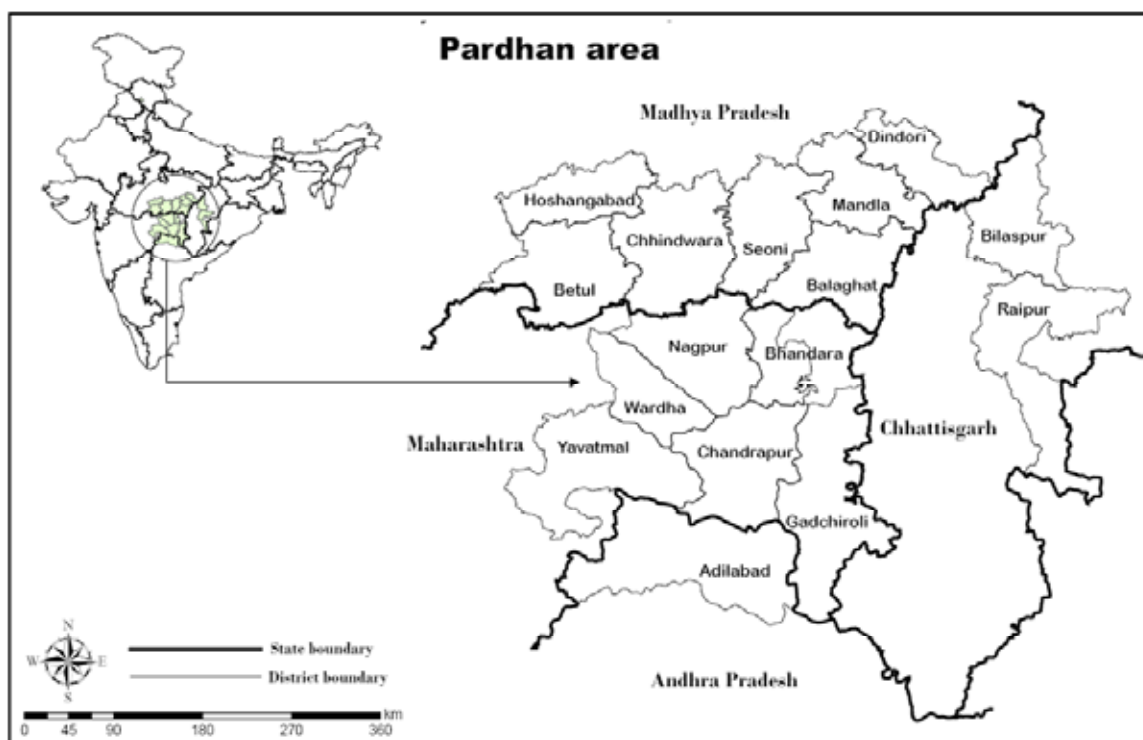 Pardhan area
Madhya Pradesh
Dindori
Hoshangabad
Mandla
Chhindwara
Seoni
Bilaspur
Betul
Balaghat
Raipur
Nagpur
Bhandara
Wardha
Chhattisgarh
Maharashtra
Yavatmal
Chandrapur
Gadchiroli
Adilabad
Andhra Pradesh
N
W E
S
State boundary
District boundary
km
0 45 90 180 270 360